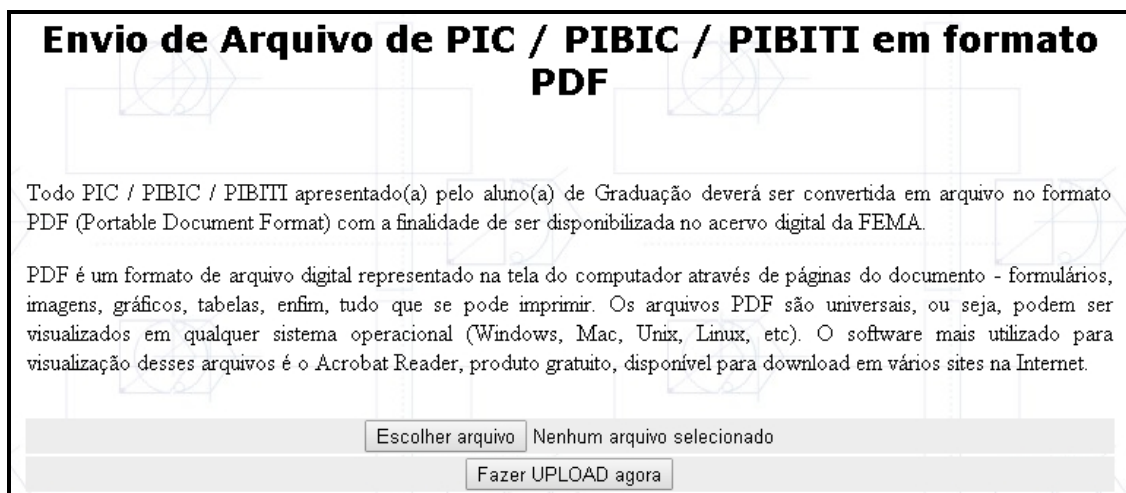 Envio de Arquivo de PIC / PIBIC / PIBITI em formato
PDF
Todo PIC / PIBIC / PIBITI apresentado(a) pelo aluno(a) de Graduação deverá ser convertida em arquivo no formato
PDF (Portable Document Format) com a finalidade de ser disponibilizada no acervo digital da FEMA.
PDF é um formato de arquivo digital representado na tela do computador através de páginas do documento - formulários,
imagens, gráficos, tabelas, enfim, tudo que se pode imprimir. Os arquivos PDF são universais, ou seja, podem ser
visualizados em qualquer sistema operacional (Windows, Mac, Unix, Linux, etc). O software mais utilizado para
visualização desses arquivos é o Acrobat Reader, produto gratuito, disponível para download em vários sites na Internet.
Escolher arquivo Nenhum arquivo selecionado
Fazer UPLOAD agora